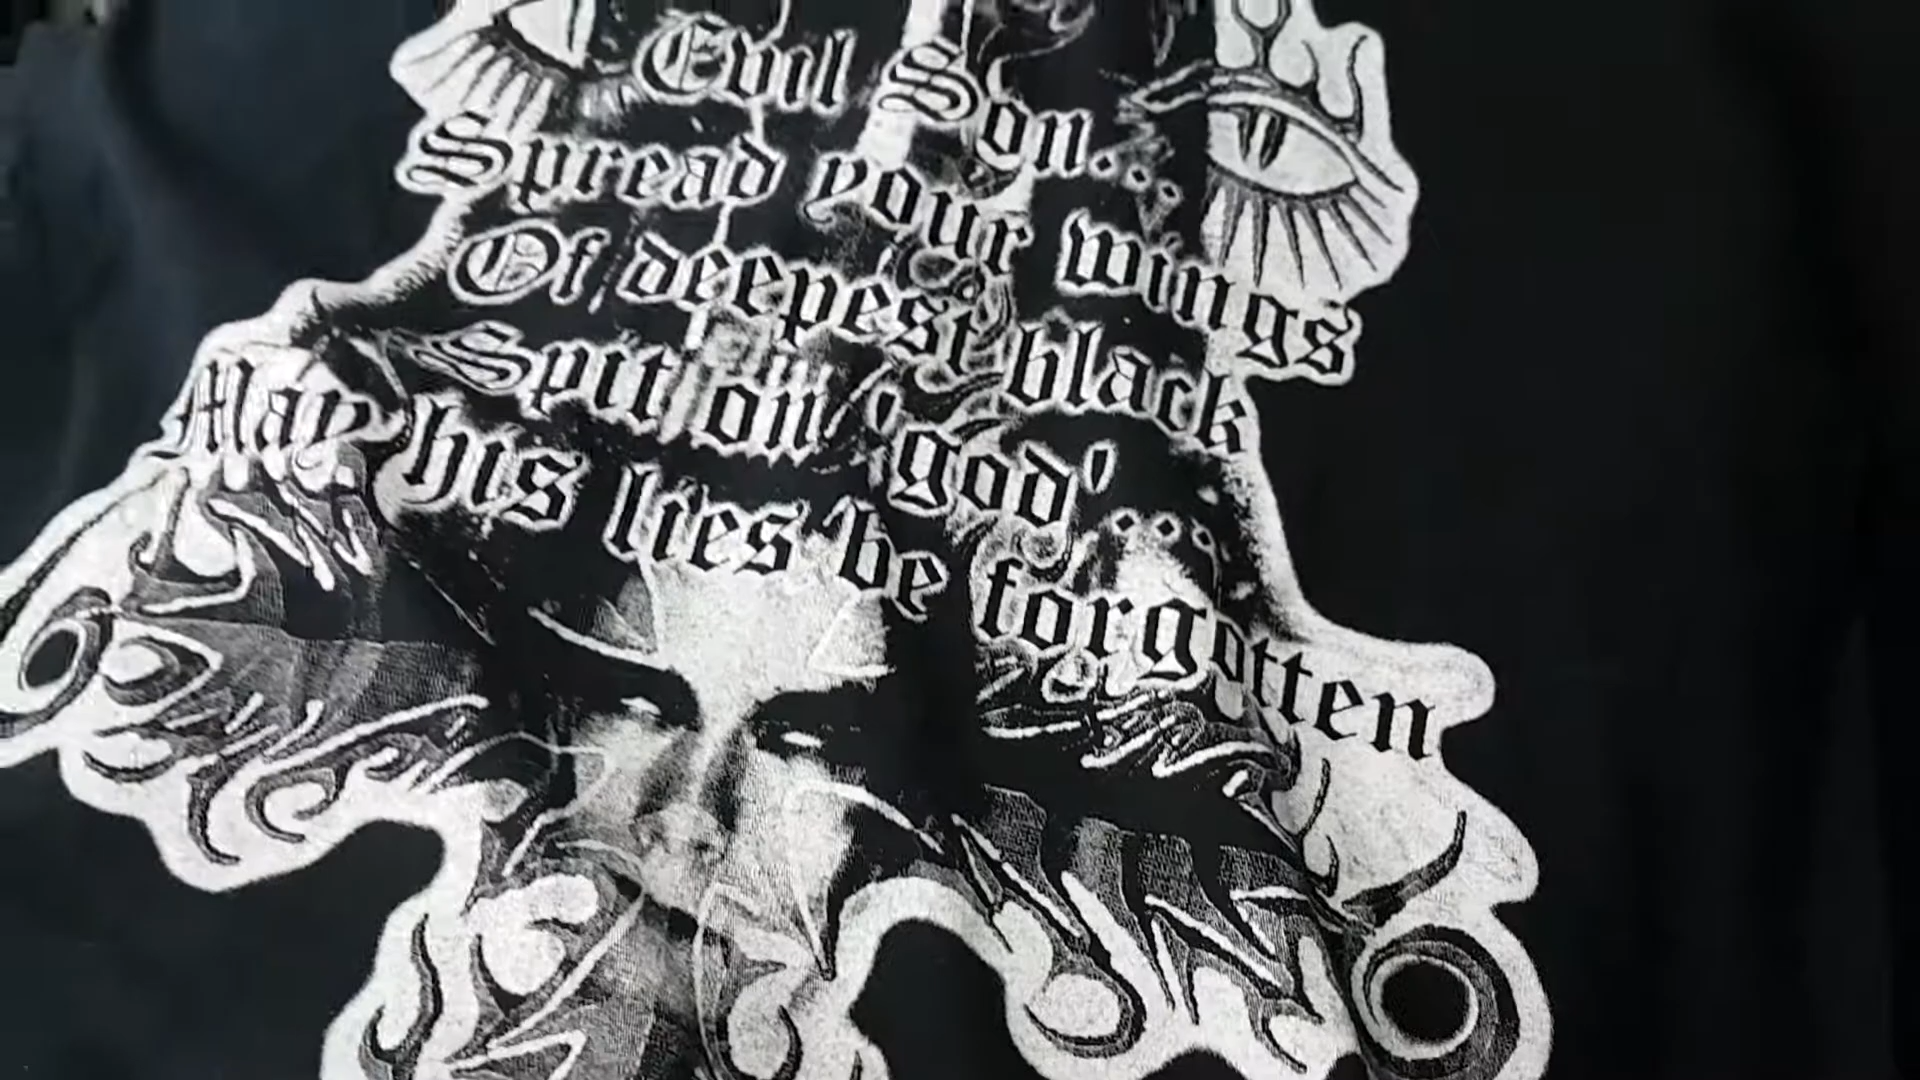 Evil Son...
Spread your wings
Of deepest black
Spit on 'god'...
May his lies be forgotten